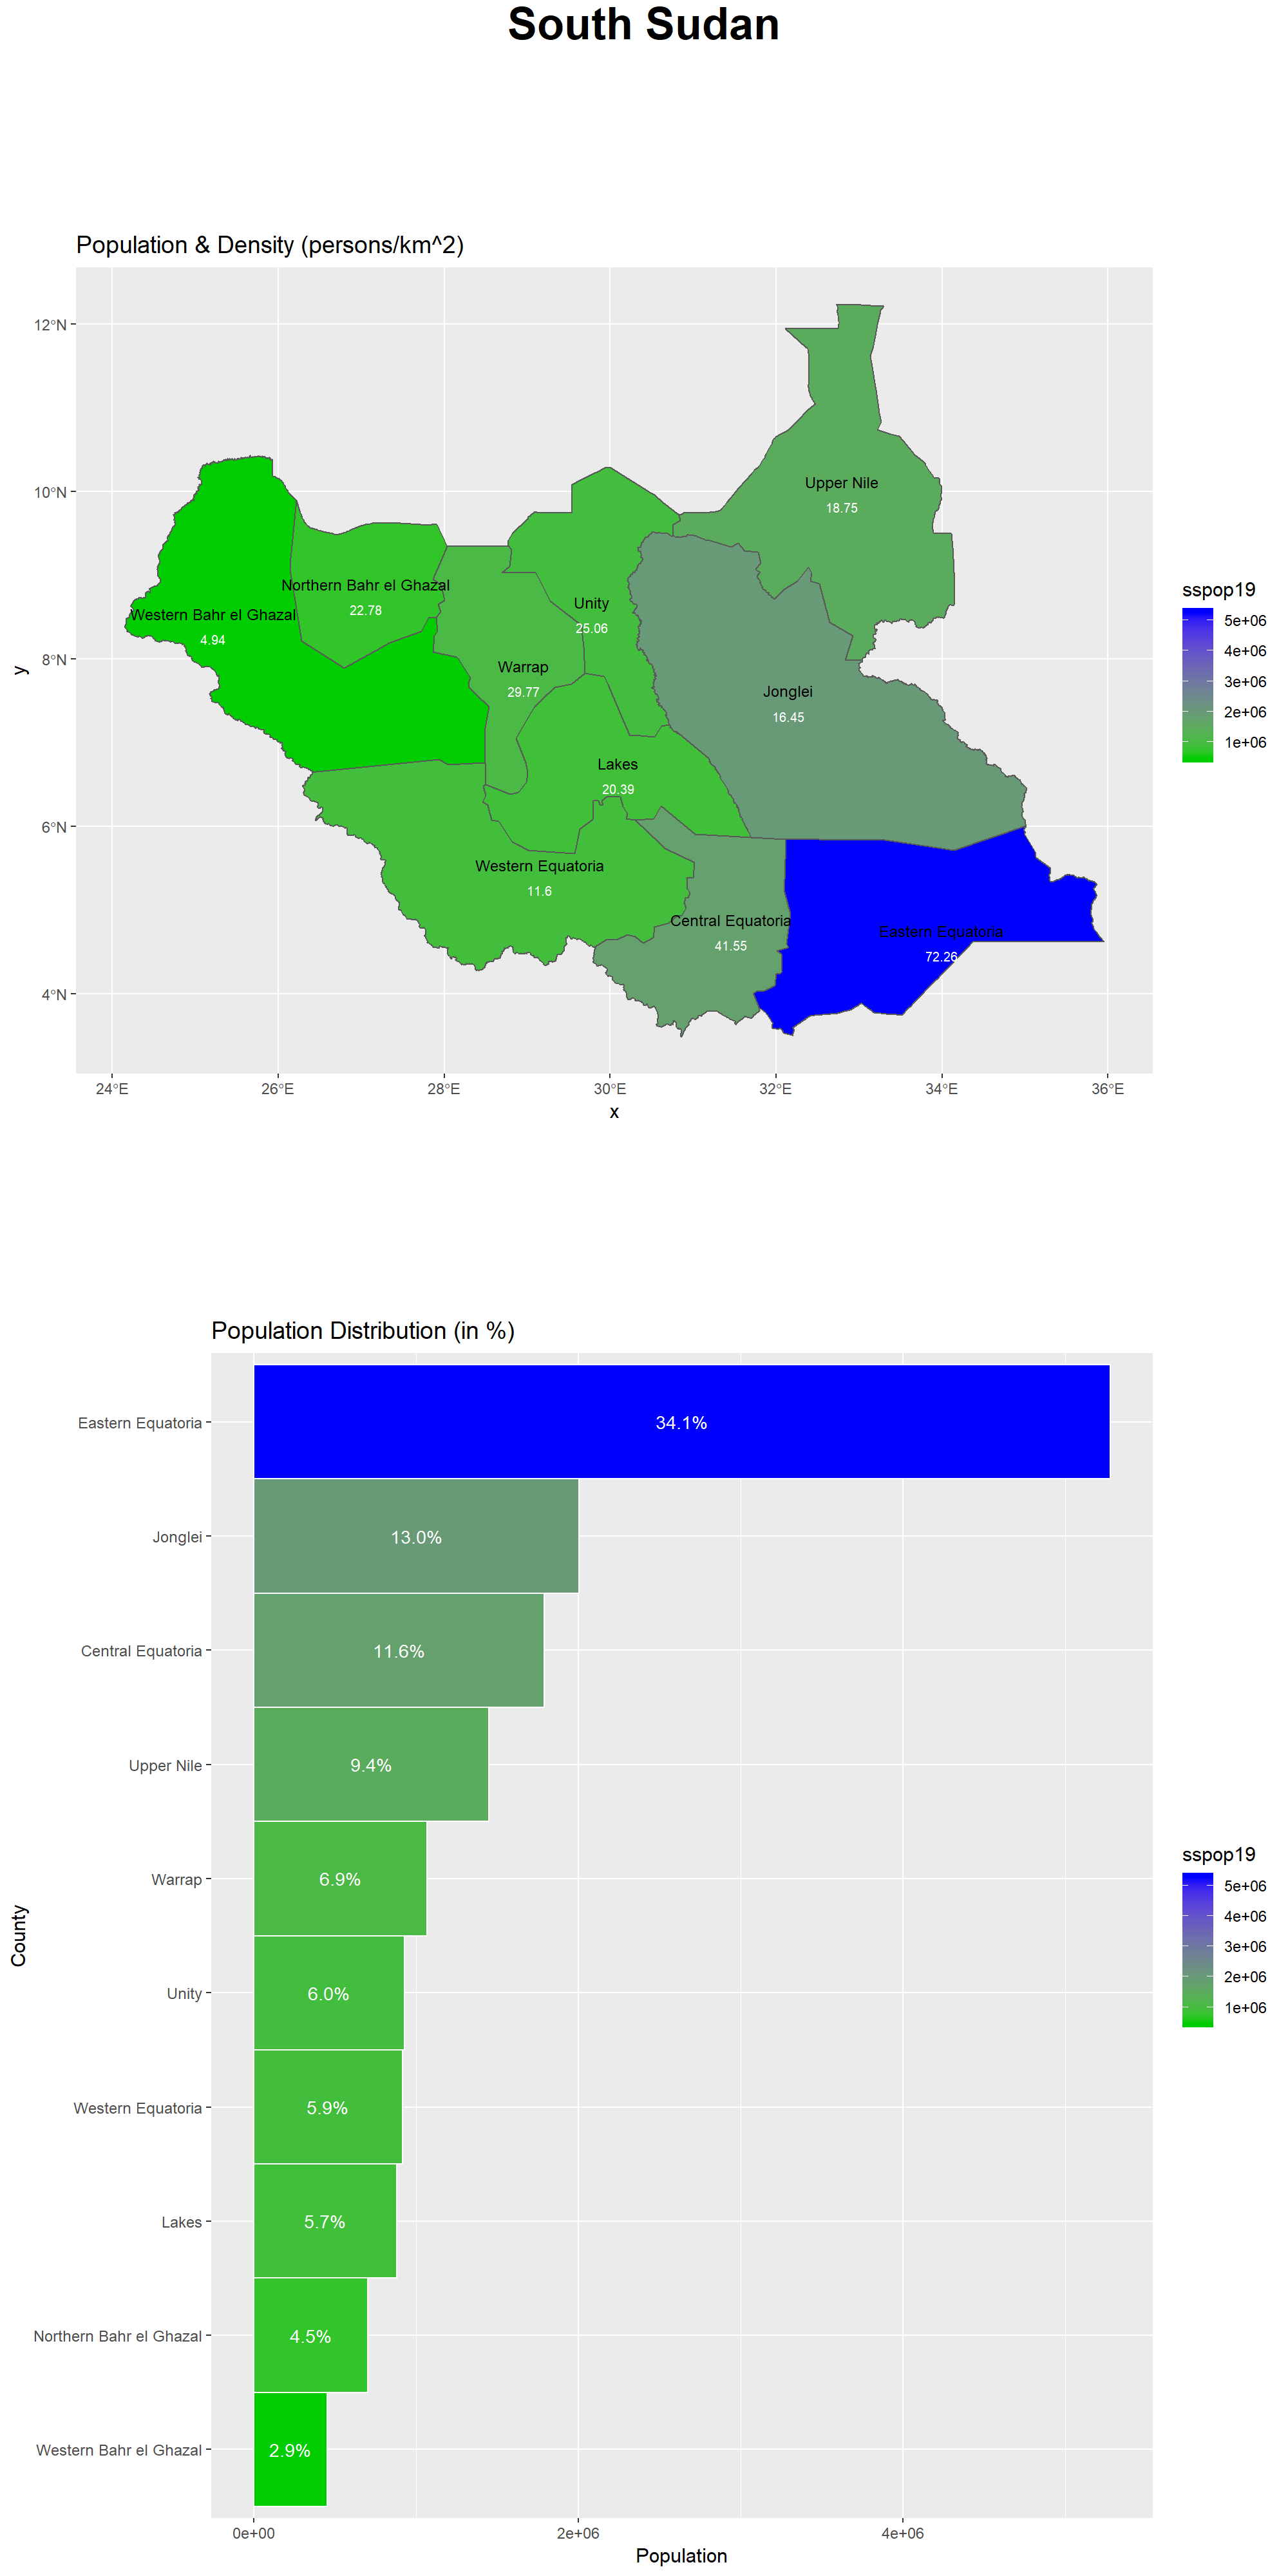 South Sudan
Population & Density (persons/km^2)
12°N
10°N
8°N
6°N
4°N
y
24°E 26°E 28°E 30°E 32°E 34°E 36°E
x
Upper Nile
18.75
Northern Bahr el Ghazal
22.78
Western Bahr el Ghazal
4.94
Unity
25.06
Warrap
29.77
Jonglei
16.45
Lakes
20.39
Western Equatoria
11.6
Central Equatoria
41.55
Eastern Equatoria
72.26
sspop19
5e+06
4e+06
3e+06
2e+06
1e+06
Population Distribution (in %)
County
Eastern Equatoria 34.1%
Jonglei 13.0%
Central Equatoria 11.6%
Upper Nile 9.4%
Warrap 6.9%
Unity 6.0%
Western Equatoria 5.9%
Lakes 5.7%
Northern Bahr el Ghazal 4.5%
Western Bahr el Ghazal 2.9%
0e+00 2e+06 4e+06
Population
sspop19
5e+06
4e+06
3e+06
2e+06
1e+06